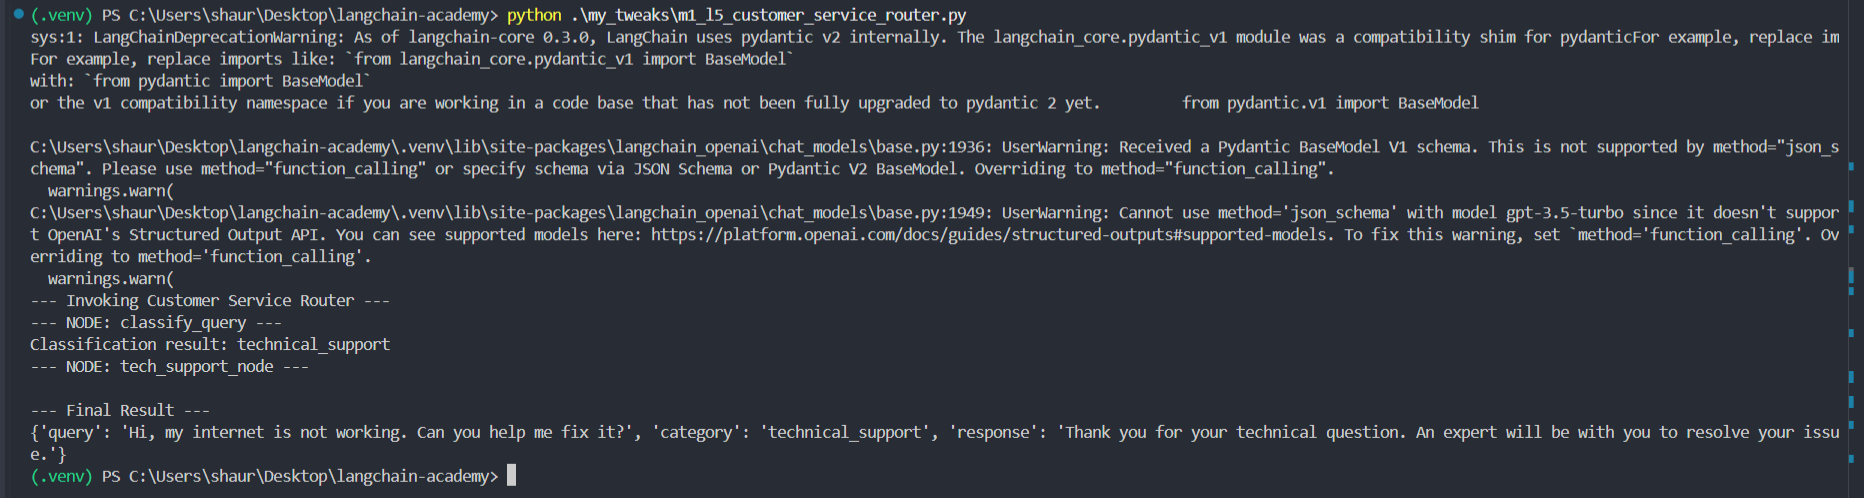 (.venv) PS C:\Users\shaur\Desktop\langchain-academy> python .\my_tweaks\m1_l5_customer_service_router.py
sys:1: LangChainDeprecationWarning: As of langchain-core 0.3.0, LangChain uses pydantic v2 internally. The langchain_core.pydantic_v1 module was a compatibility shim for pydanticFor example, replace im
For example, replace imports like: `from langchain_core.pydantic_v1 import BaseModel`
with: `from pydantic import BaseModel`
or the v1 compatibility namespace if you are working in a code base that has not been fully upgraded to pydantic 2 yet.         from pydantic.v1 import BaseModel
C:\Users\shaur\Desktop\langchain-academy\.venv\lib\site-packages\langchain_openai\chat_models\base.py:1936: UserWarning: Received a Pydantic BaseModel V1 schema. This is not supported by method="json_s
chema". Please use method="function_calling" or specify schema via JSON Schema or Pydantic V2 BaseModel. Overriding to method="function_calling".
  warnings.warn(
C:\Users\shaur\Desktop\langchain-academy\.venv\lib\site-packages\langchain_openai\chat_models\base.py:1949: UserWarning: Cannot use method='json_schema' with model gpt-3.5-turbo since it doesn't suppor
t OpenAI's Structured Output API. You can see supported models here: https://platform.openai.com/docs/guides/structured-outputs#supported-models. To fix this warning, set `method='function_calling'. Ov
erriding to method='function_calling'.
  warnings.warn(
--- Invoking Customer Service Router ---
--- NODE: classify_query ---
Classification result: technical_support
--- NODE: tech_support_node ---
--- Final Result ---
{'query': 'Hi, my internet is not working. Can you help me fix it?', 'category': 'technical_support', 'response': 'Thank you for your technical question. An expert will be with you to resolve your issu
e.'}
(.venv) PS C:\Users\shaur\Desktop\langchain-academy>